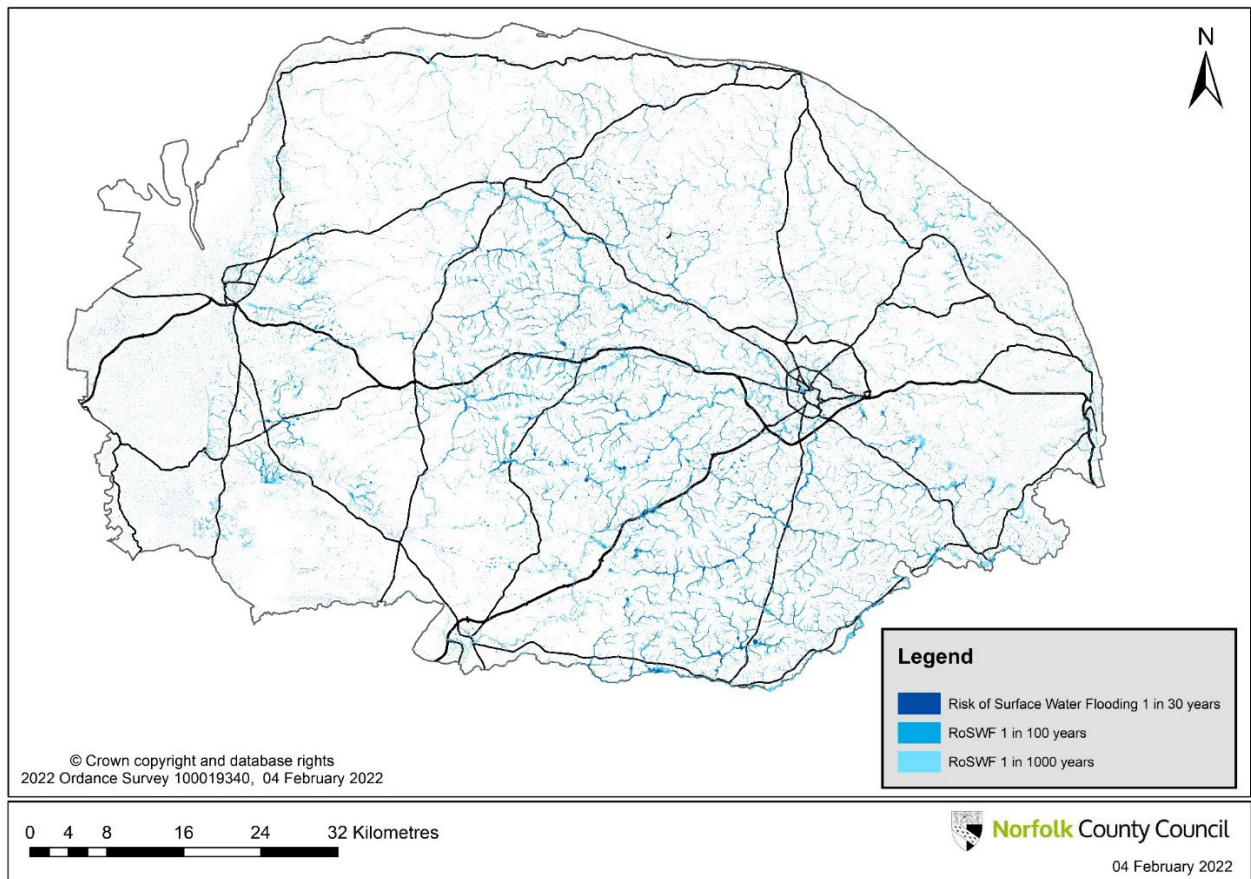 N
Legend
Risk of Surface Water Flooding 1 in 30 years
RoSWF 1 in 100 years
RoSWF 1 in 1000 years
© Crown copyright and database rights
2022 Ordance Survey 100019340, 04 February 2022
0 4 8 16 24 32 Kilometres
Norfolk County Council
04 February 2022